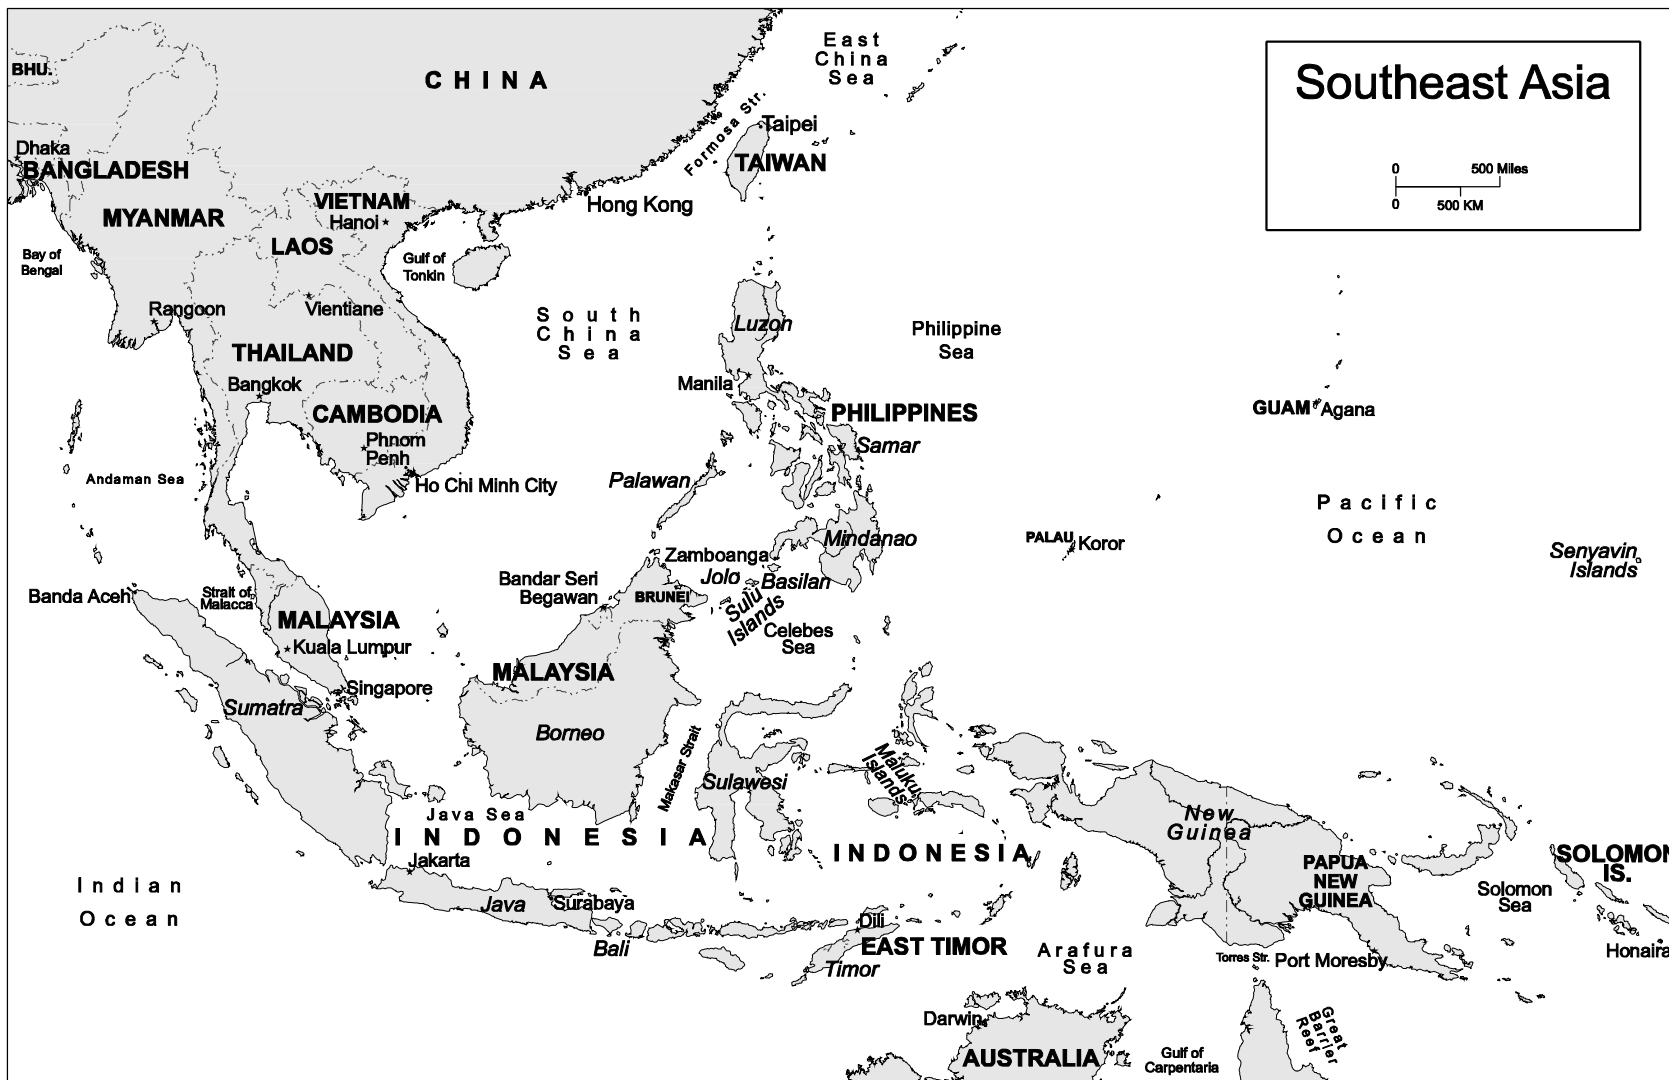 Southeast Asia
0 500 Miles
0 500 KM
East
China
Sea
BHU.
CHINA
Formosa Str.
Taipei
TAIWAN
Dhaka
BANGLADESH
MYANMAR
VIETNAM
Hanoi
LAOS
Hong Kong
Bay of
Bengal
Gulf of
Tonkin
Rangoon
Vientiane
South
China
Sea
Luzon
Philippine
Sea
THAILAND
Bangkok
Manila
CAMBODIA
PHILIPPINES
GUAM
Agana
Phnom
Penh
Samar
Andaman Sea
Ho Chi Minh City
Palawan
Pacific
Ocean
Mindanao
PALAU
Koror
Senyavin
Islands
Zamboanga
Jolo
Basilan
Bandar Seri
Begawan
BRUNEI
Sulu
Islands
Celebes
Sea
Banda Aceh
Strait of
Malacca
MALAYSIA
Kuala Lumpur
MALAYSIA
Singapore
Sumatra
Borneo
Makasar Strait
Sulawesi
Maluku
Islands
Java Sea
INDONESIA
INDONESIA
New
Guinea
PAPUA
NEW
GUINEA
SOLOMON
IS.
Jakarta
Indian
Ocean
Java
Surabaya
Bali
Dili
EAST TIMOR
Timor
Arafura
Sea
Solomon
Sea
Honaira
Torres Str.
Port Moresby
Darwin
AUSTRALIA
Gulf of
Carpentaria
Great
Barrier
Reef